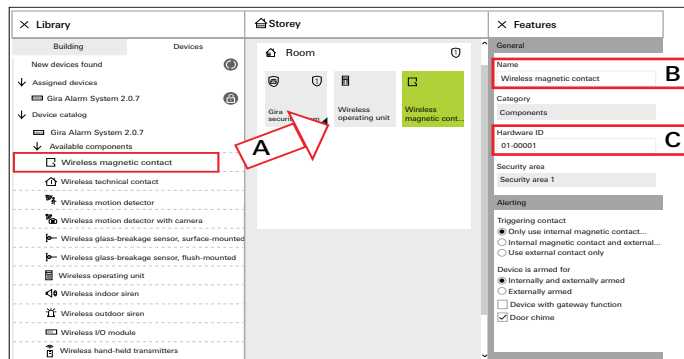 Library
Building Devices
New devices found
Assigned devices
Gira Alarm System 2.0.7
Device catalog
Gira Alarm System 2.0.7
Available components
Wireless magnetic contact
Wireless technical contact
Wireless motion detector
Wireless motion detector with camera
Wireless glass-breakage sensor, surface-mounted
Wireless glass-breakage sensor, flush-mounted
Wireless operating unit
Wireless indoor siren
Wireless outdoor siren
Wireless I/O module
Wireless hand-held transmitters
Storey
Room
Gira
Wireless
operating unit
Wireless
magnetic cont...
A
Features
General
Name
Wireless magnetic contact
B
Category
Components
Hardware ID
01-00001
C
Security area
Security area 1
Alerting
Triggering contact
Only use internal magnetic contact...
Internal magnetic contact and external...
Use external contact only
Device is armed for
Internally and externally armed
Externally armed
Device with gateway function
Door chime